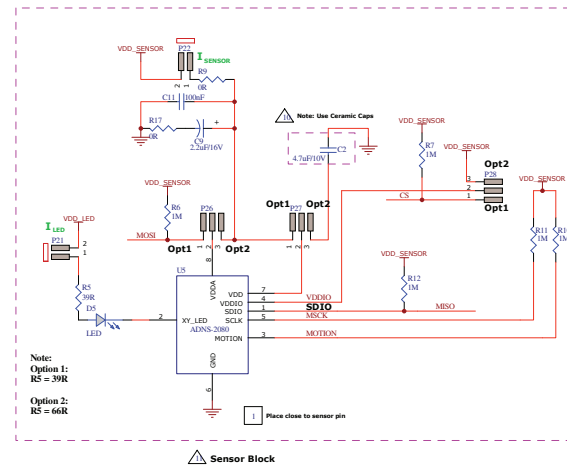 VDD_SENSOR
P22
I SENSOR
2 1
R9
0R
C11 100nF
R17
0R
C9
2.2uF/16V
+
10 Note: Use Ceramic Caps
C2
4.7uF/10V
VDD_SENSOR
R7
1M
VDD_SENSOR
Opt2
P28
3
2
1
Opt1
CS
VDD_SENSOR
R11
1M
R10
1M
VDD_SENSOR
R6
1M
MOSI
Opt1
P26
Opt2
1 2 3
Opt1
P27
Opt2
1 2 3
I LED
VDD_LED
P21
2
1
R5
39R
D5
LED
U5
8
VDDA
XY_LED
ADNS-2080
2
VDD 7
VDDIO 4
SDIO 1
SCLK 5
MOTION 3
GND
6
VDDIO
SDIO
MSCK
MOTION
VDD_SENSOR
R12
1M
MISO
Note:
Option 1:
R5 = 39R
Option 2:
R5 = 66R
1 Place close to sensor pin
11 Sensor Block